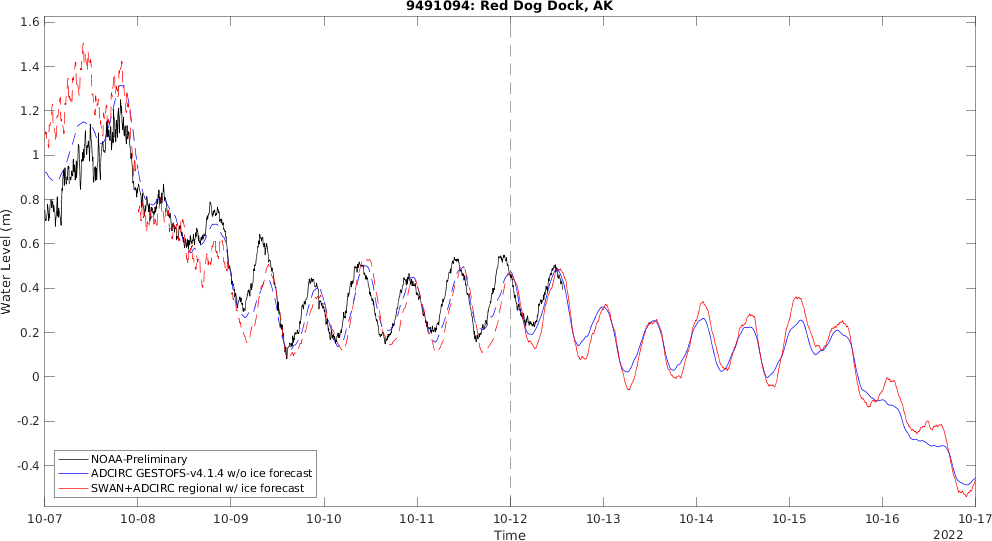 9491094: Red Dog Dock, AK
1.6
1.4
1.2
1
0.8
0.6
0.4
0.2
0
-0.2
-0.4
Water Level (m)
NOAA-Preliminary
ADCIRC GESTOFS-v4.1.4 w/o ice forecast
SWAN+ADCIRC regional w/ ice forecast
10-07 10-08 10-09 10-10 10-11 10-12 10-13 10-14 10-15 10-16 10-17
Time
2022